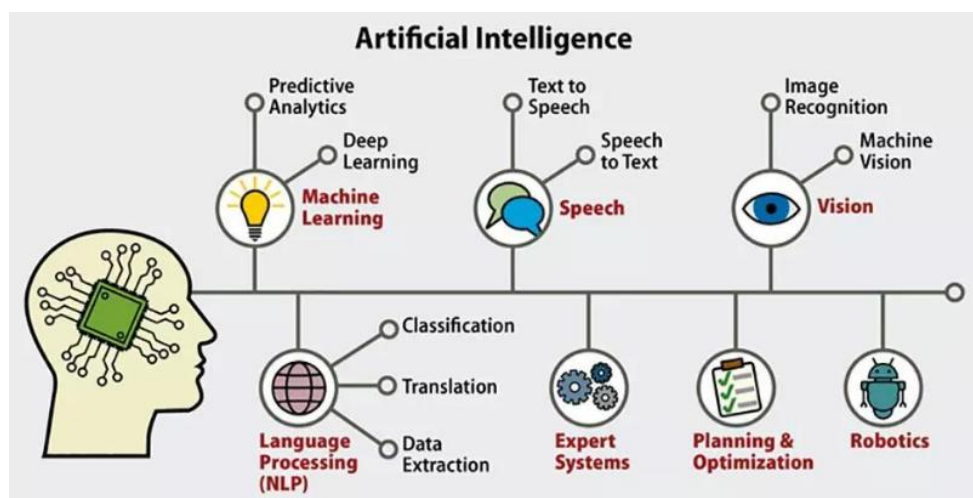 Artificial Intelligence
Predictive
Analytics
Deep
Learning
Machine
Learning
Text to
Speech
Speech
to Text
Speech
Image
Recognition
Machine
Vision
Vision
Classification
Translation
Data
Extraction
Language
Processing
(NLP)
Expert
Systems
Planning &
Optimization
Robotics